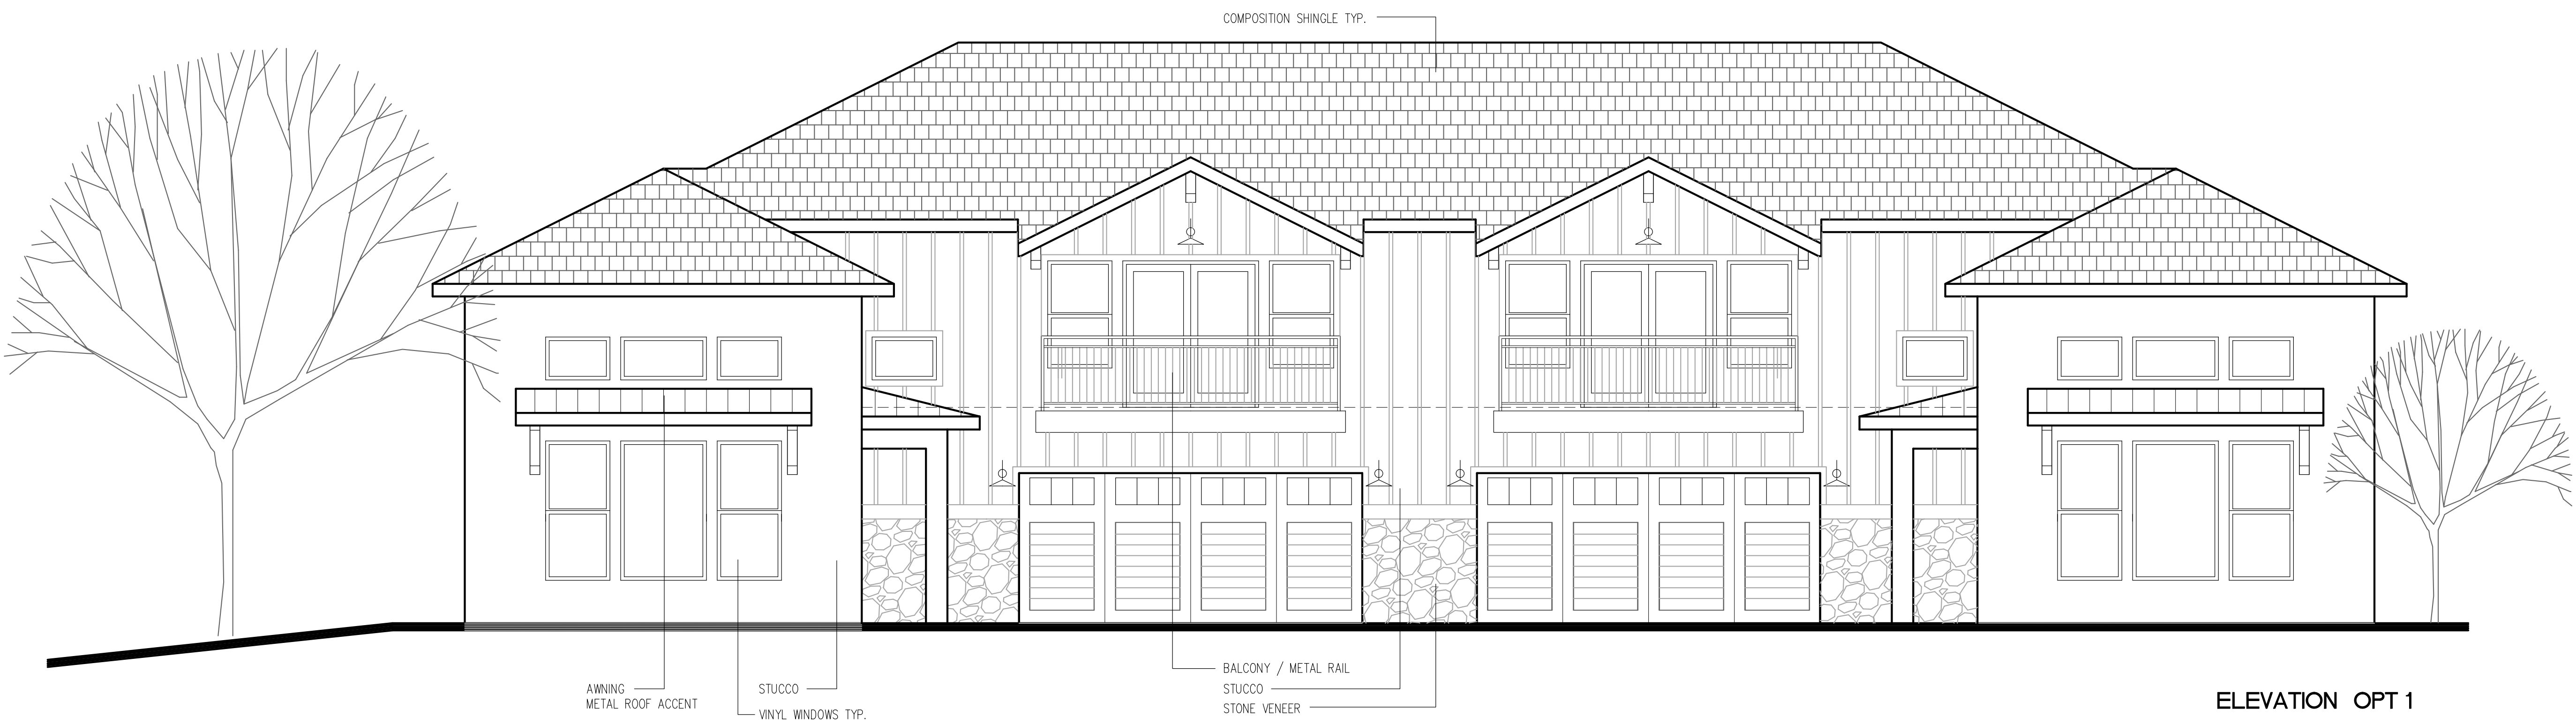 COMPOSITION SHINGLE TYP.
BALCONY / METAL RAIL
AWNING
METAL ROOF ACCENT
STUCCO
VINYL WINDOWS TYP.
STUCCO
STONE VENEER
ELEVATION OPT 1